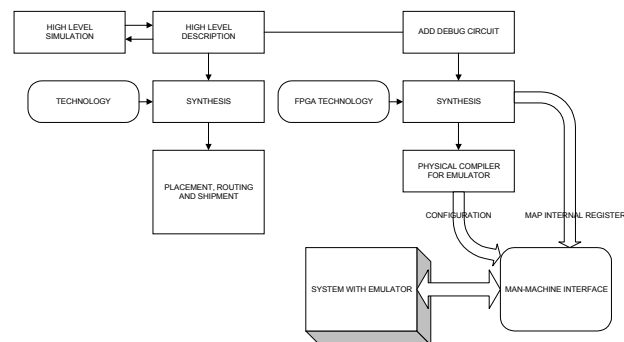 HIGH LEVEL
SIMULATION
HIGH LEVEL
DESCRIPTION
ADD DEBUG CIRCUIT
TECHNOLOGY
SYNTHESIS
FPGA TECHNOLOGY
SYNTHESIS
PLACEMENT, ROUTING
AND SHIPMENT
PHYSICAL COMPILER
FOR EMULATOR
CONFIGURATION
MAP INTERNAL REGISTER
SYSTEM WITH EMULATOR
MAN-MACHINE INTERFACE